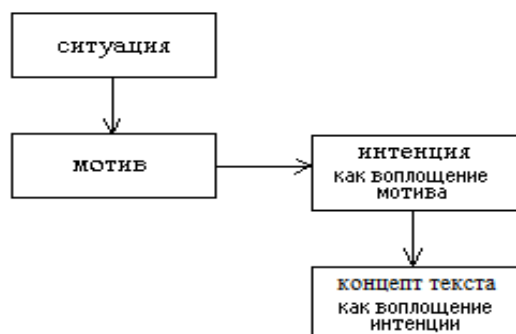 ситуация
мотив
интенция
как воплощение
мотива
концепт текста
как воплощение
интенции